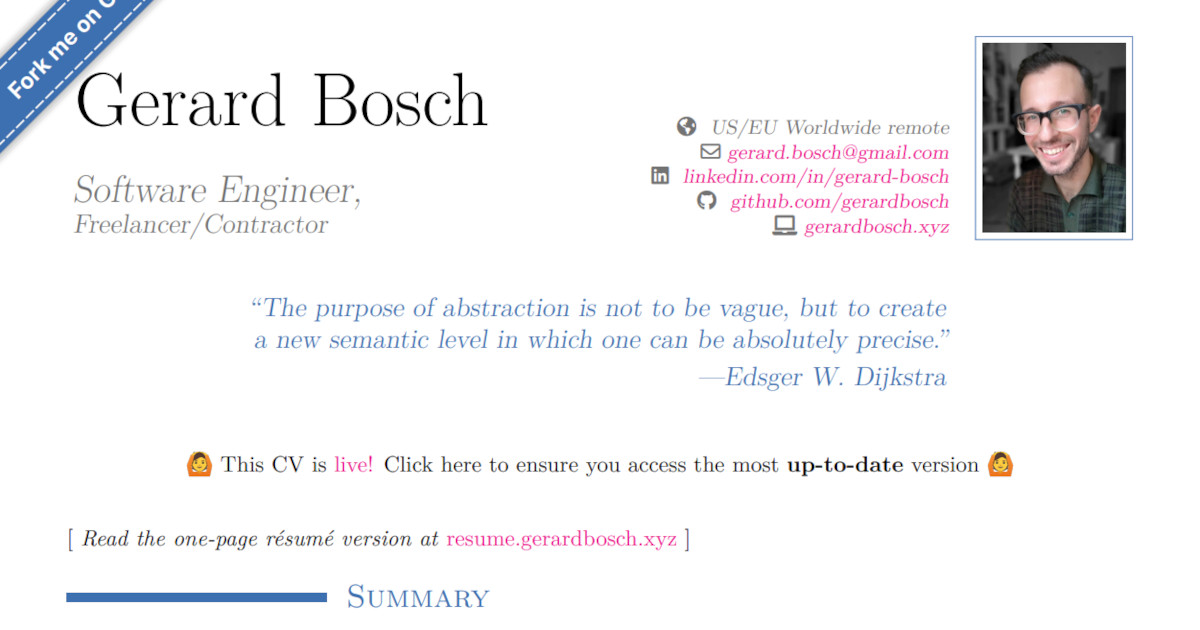 Fork me on
Gerard Bosch
Software Engineer,
Freelancer/Contractor
US/EU Worldwide remote
gerard.bosch@gmail.com
linkedin.com/in/gerard-bosch
github.com/gerardbosch
gerardbosch.xyz
“The purpose of abstraction is not to be vague, but to create
a new semantic level in which one can be absolutely precise.”
—Edsger W. Dijkstra
This CV is live! Click here to ensure you access the most up-to-date version
[ Read the one-page résumé version at resume.gerardbosch.xyz ]
Summary